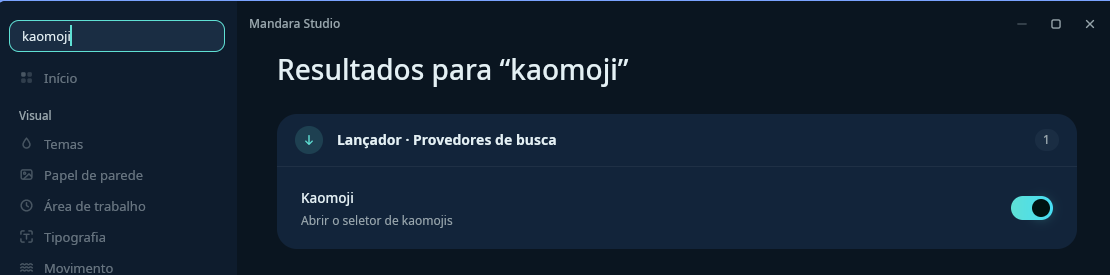 kaomoji
Início
Visual
Temas
Papel de parede
Área de trabalho
Tipografia
Movimento
Mandara Studio
Resultados para “kaomoji”
Lançador · Provedores de busca
1
Kaomoji
Abrir o seletor de kaomojis